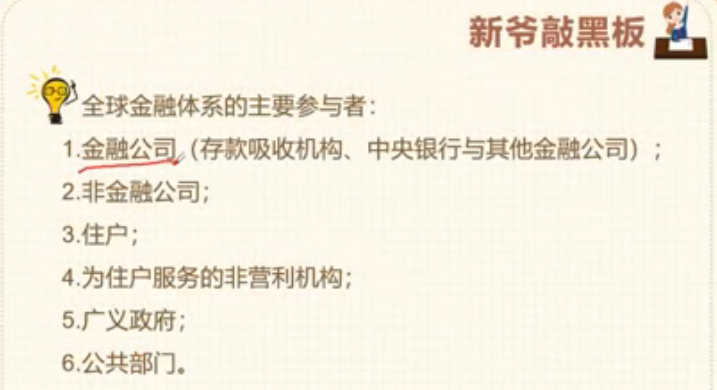 新爷敲黑板
全球金融体系的主要参与者：
1.金融公司（存款吸收机构、中央银行与其他金融公司）；
2.非金融公司；
3.住户；
4.为住户服务的非营利机构；
5.广义政府；
6.公共部门。